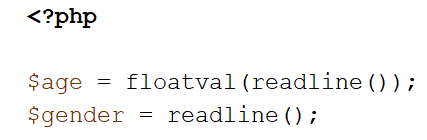 <?php
$age = floatval(readline());
$gender = readline();